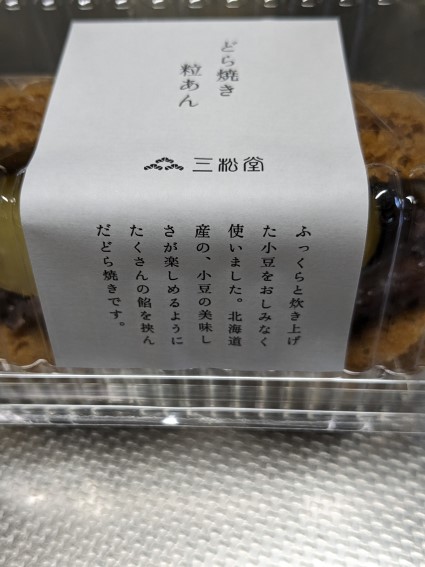 どら焼き
粒あん
三松堂
ふっくらと炊き上げ
た小豆をおしみなく
使いました。北海道
産の、小豆の美味し
さが楽しめるように
たくさんの餡を挟ん
だどら焼きです。